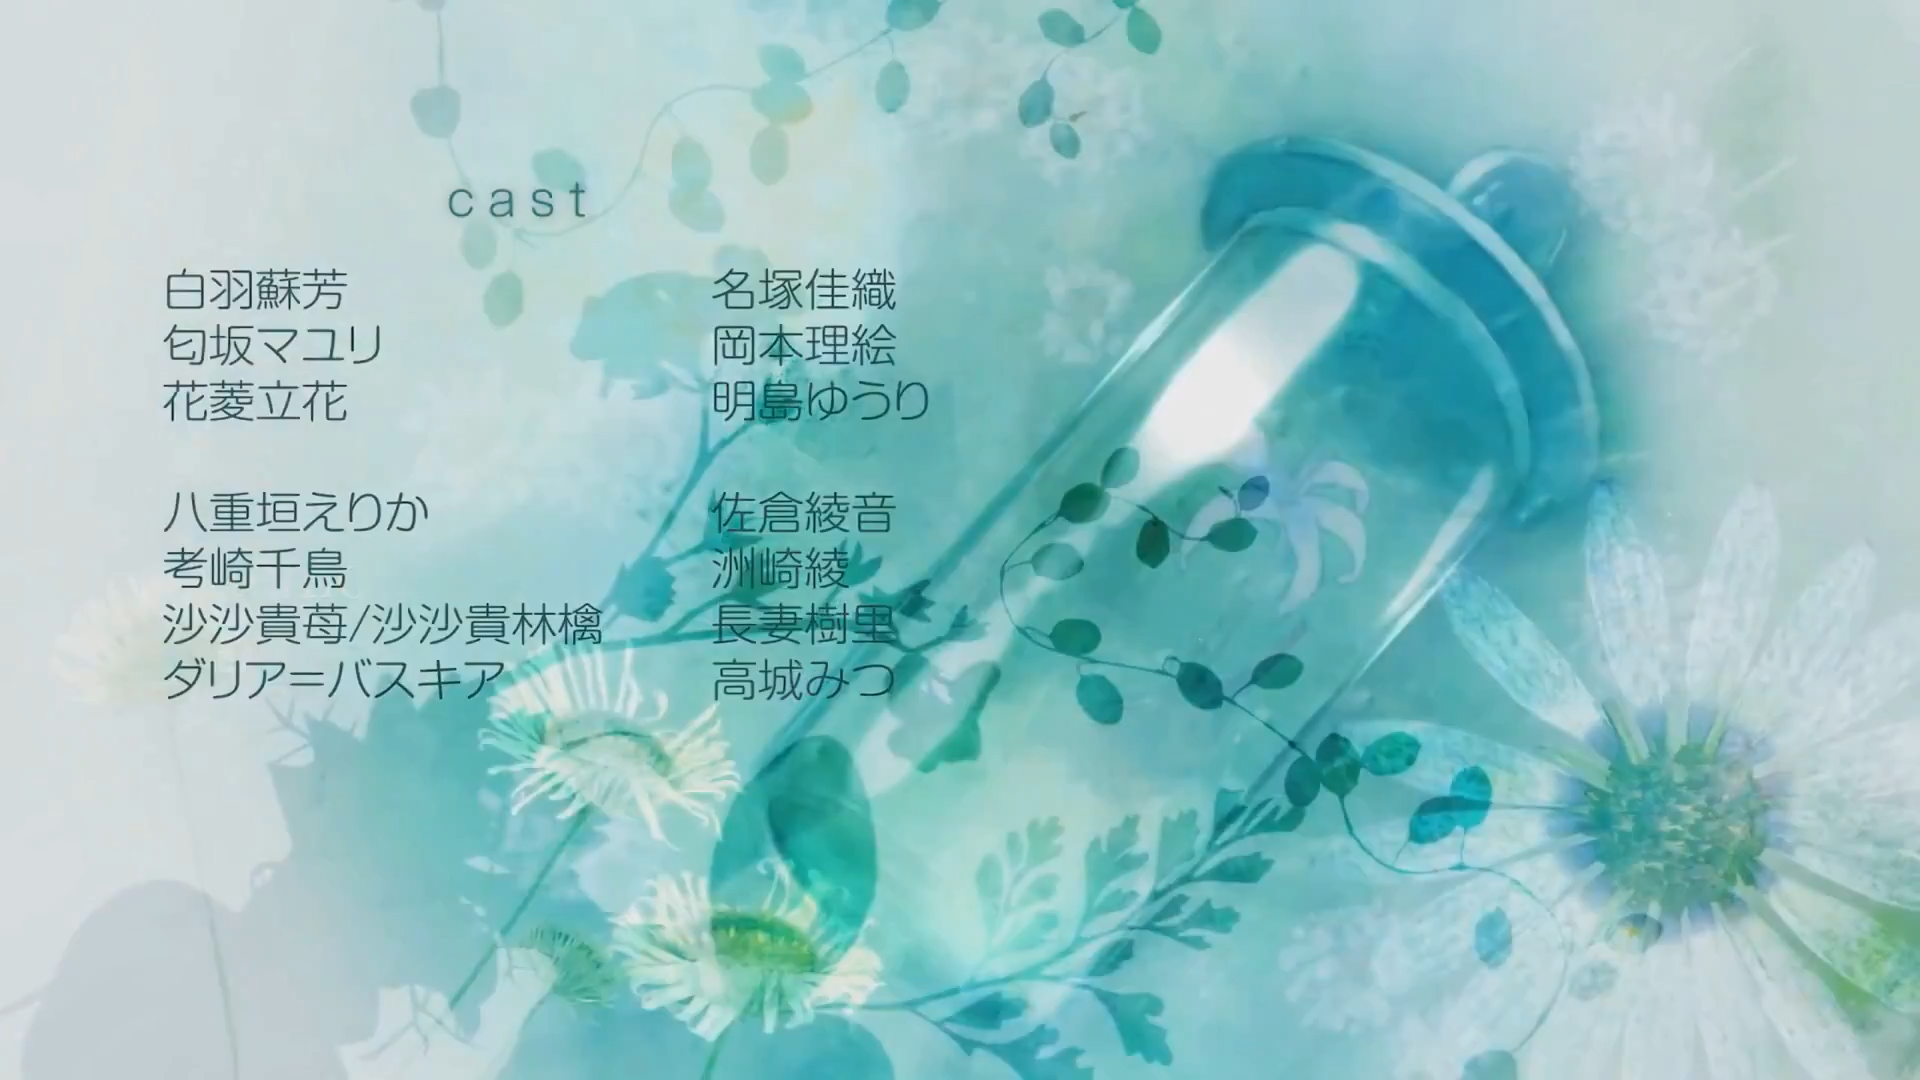 cast
白羽蘇芳 名塚佳織
匂坂マユリ 岡本理絵
花菱立花 明島ゆうり
八重垣えりか 佐倉綾音
考崎千鳥 洲崎綾
沙沙貴苺/沙沙貴林檎 長妻樹里
ダリア=バスキア 高城みつ